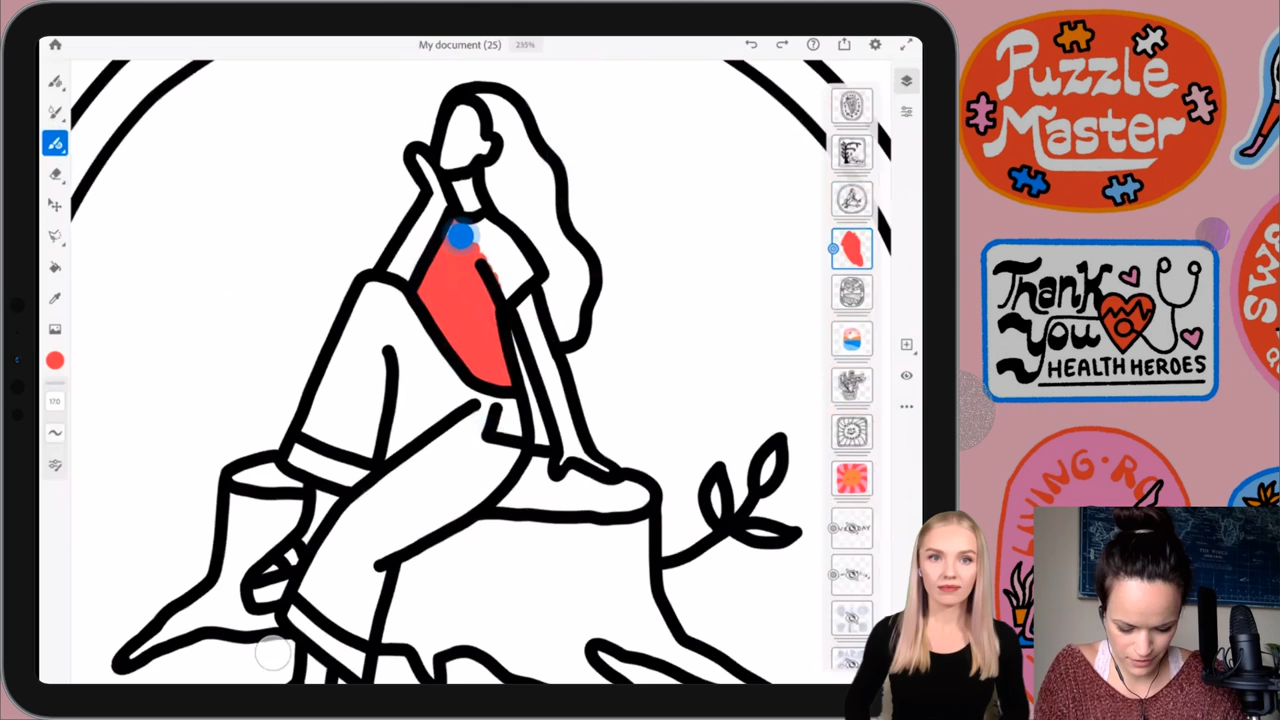 My document (25)
235%
170
Puzzle
Master
Thank
You
HEALTH HEROES